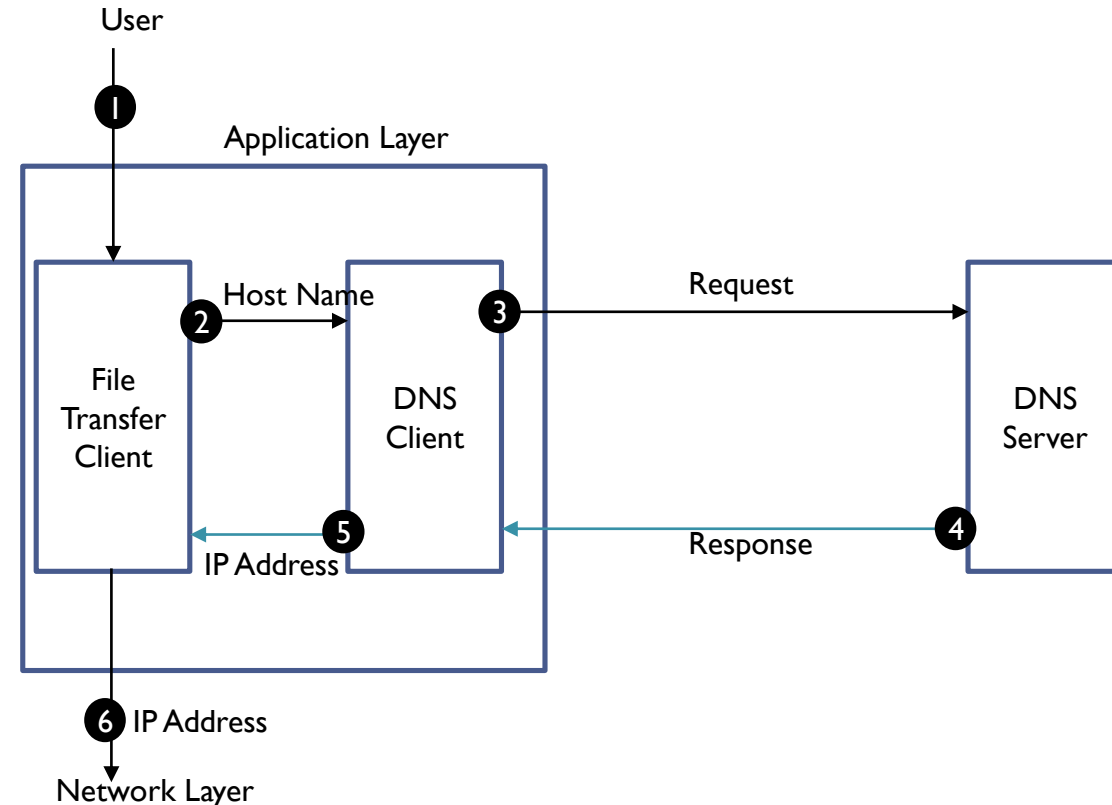 User
1
Application Layer
Host Name
2
3
Request
File
Transfer
Client
DNS
Client
DNS
Server
5
IP Address
4
Response
6
IP Address
Network Layer